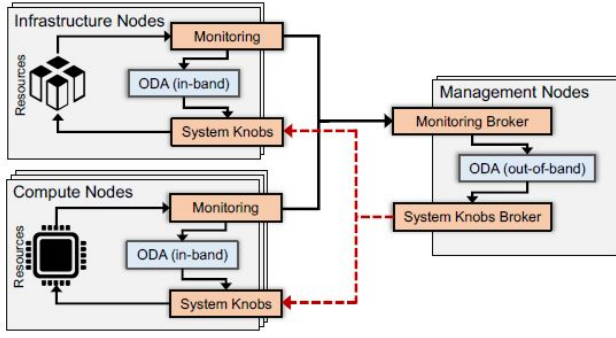 Infrastructure Nodes
Resources
Monitoring
ODA (in-band)
System Knobs
Compute Nodes
Resources
Monitoring
ODA (in-band)
System Knobs
Management Nodes
Monitoring Broker
ODA (out-of-band)
System Knobs Broker